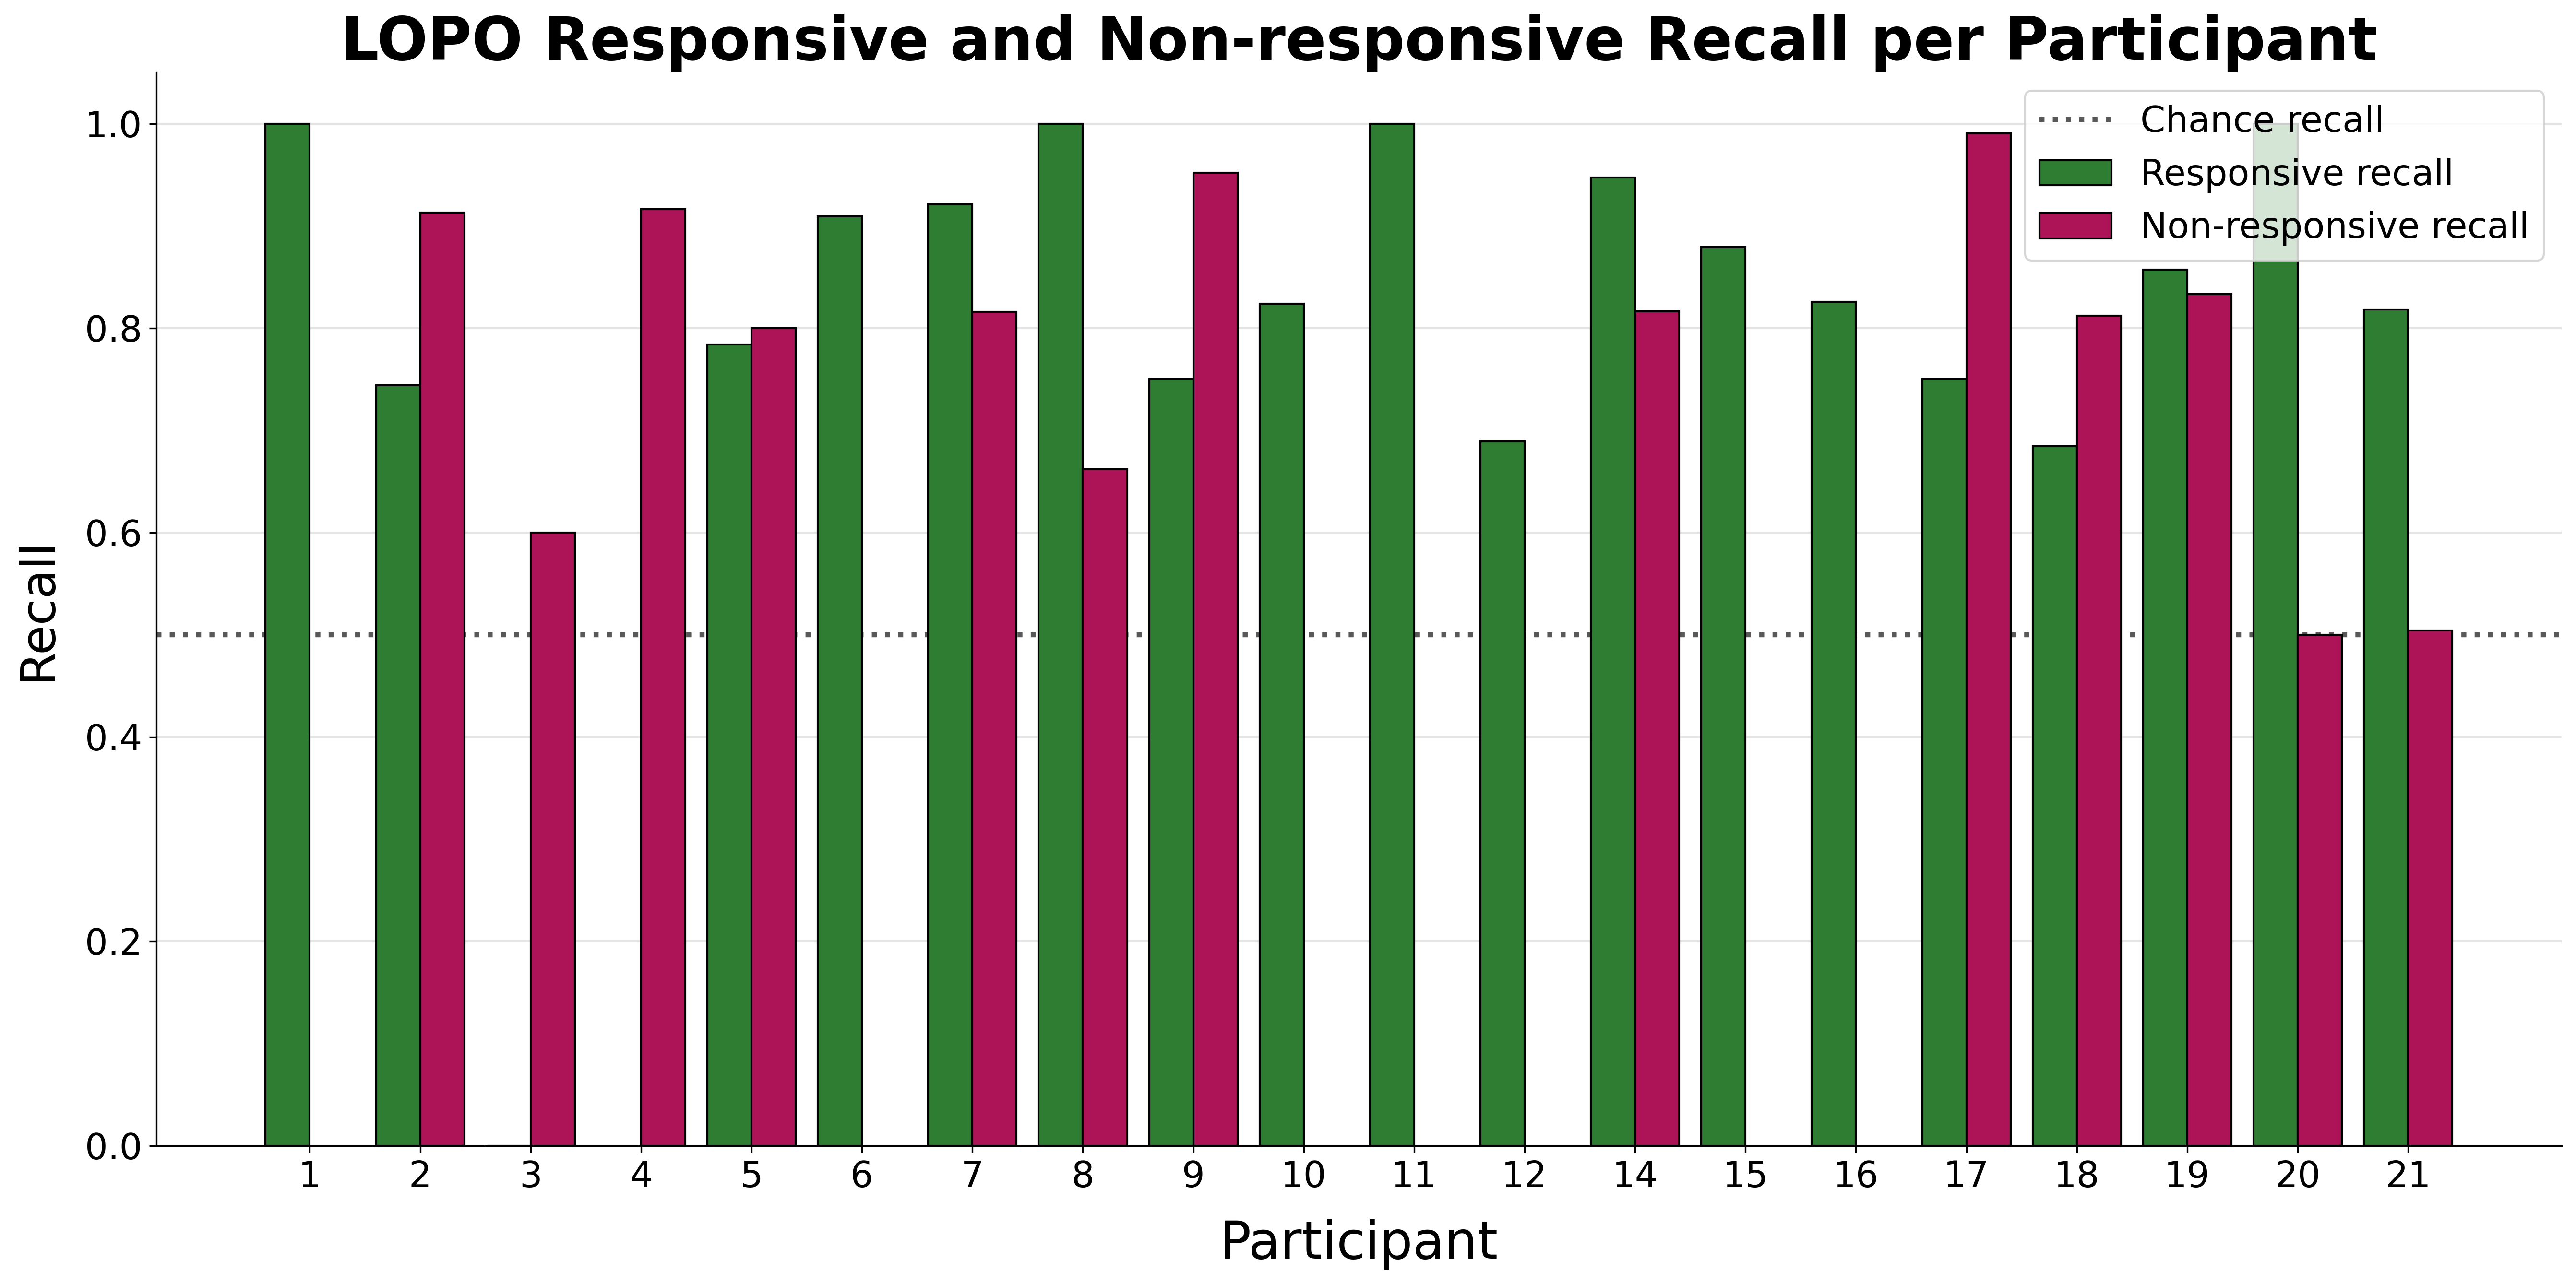 LOPO Responsive and Non-responsive Recall per Participant
Chance recall
Responsive recall
Non-responsive recall
1.0
0.8
0.6
0.4
0.2
0.0
Recall
1 2 3 4 5 6 7 8 9 10 11 12 14 15 16 17 18 19 20 21
Participant